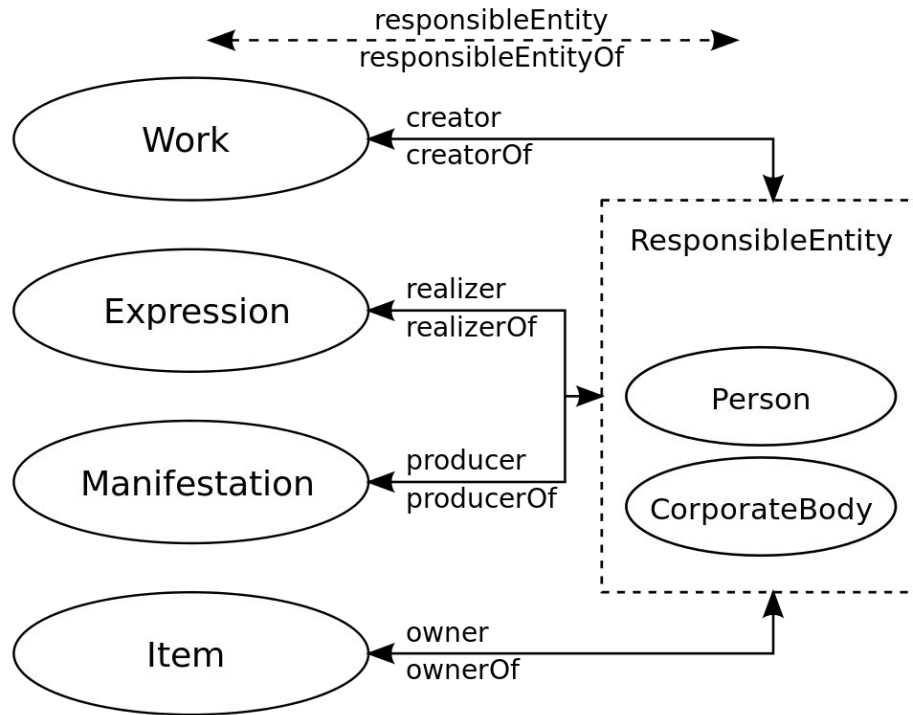 responsibleEntity
responsibleEntityOf
Work
creator
creatorOf
ResponsibleEntity
Expression
realizer
realizerOf
Person
Manifestation
producer
producerOf
CorporateBody
Item
owner
ownerOf